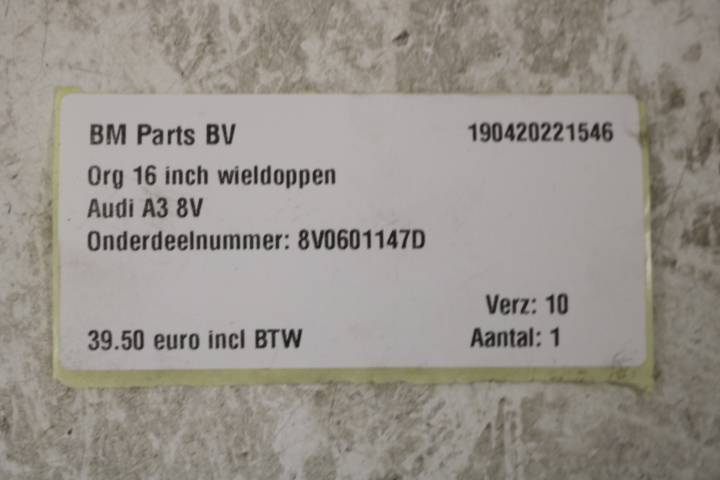 BM Parts BV 190420221546
Org 16 inch wieldoppen
Audi A3 8V
Onderdeelnummer: 8V0601147D
Verz: 10
39.50 euro incl BTW Aantal: 1